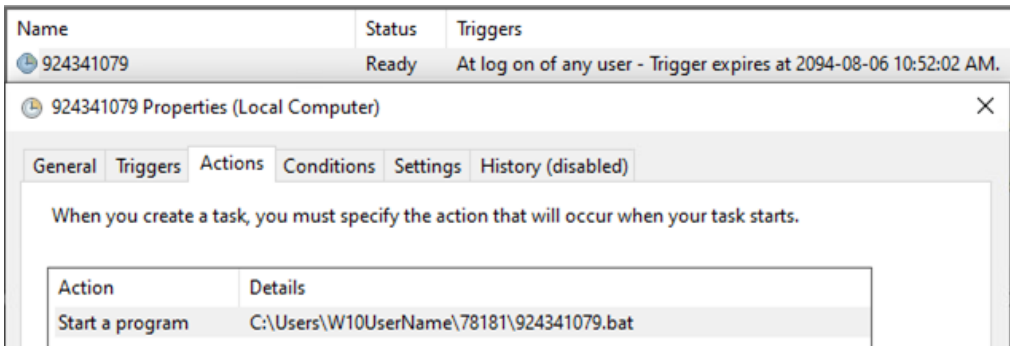 Name Status Triggers
924341079 Ready At log on of any user - Trigger expires at 2094-08-06 10:52:02 AM.
924341079 Properties (Local Computer)
General Triggers Actions Conditions Settings History (disabled)
When you create a task, you must specify the action that will occur when your task starts.
Action Details
Start a program C:\Users\W10UserName\78181\924341079.bat